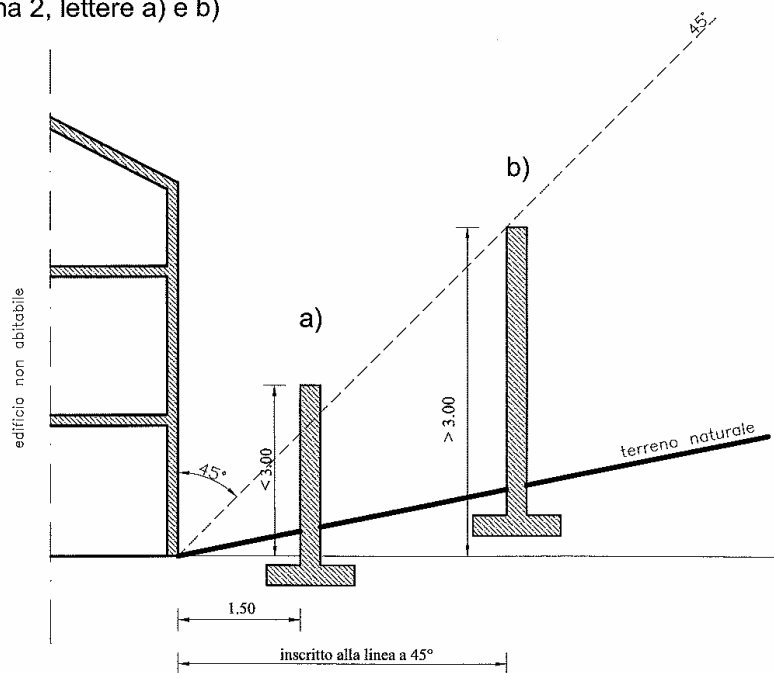 na 2, lettere a) e b)
45°
b)
a)
edificio non abitabile
45°
< 3.00
> 3.00
terreno naturale
1.50
inscritto alla linea a 45°